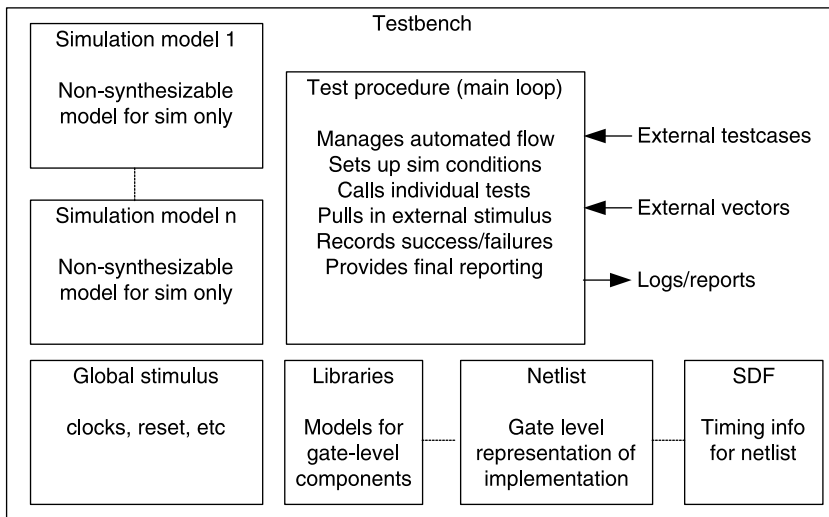 Testbench
Simulation model 1
Non-synthesizable
model for sim only
Simulation model n
Non-synthesizable
model for sim only
Test procedure (main loop)
Manages automated flow
Sets up sim conditions
Calls individual tests
Pulls in external stimulus
Records success/failures
Provides final reporting
External testcases
External vectors
Logs/reports
Global stimulus
clocks, reset, etc
Libraries
Models for
gate-level
components
Netlist
Gate level
representation of
implementation
SDF
Timing info
for netlist